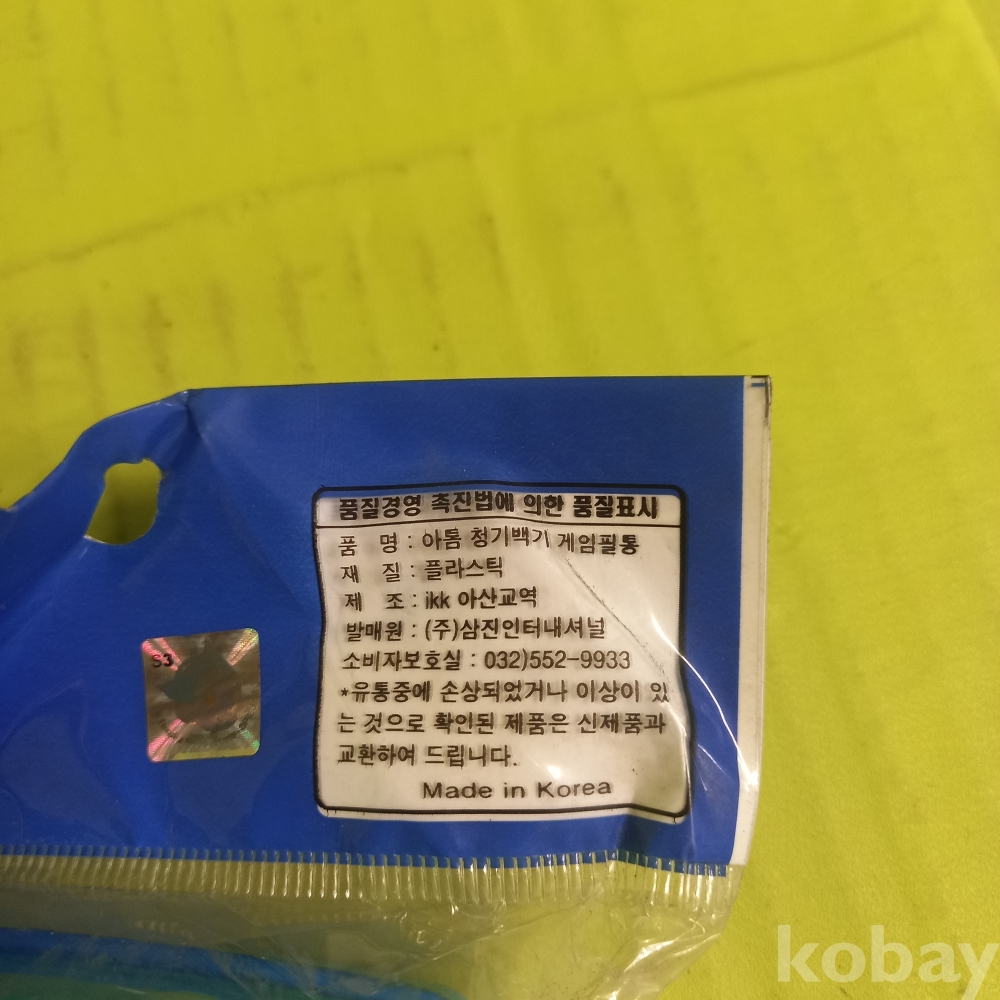 품질경영 촉진법에 의한 품질표시
품 명 : 아톰 청기백기 게임필통
재 질 : 플라스틱
제 조 : ikk 아산교역
발매원 : (주)삼진인터내셔널
소비자보호실 : 032)552-9933
*유통중에 손상되었거나 이상이 있
는 것으로 확인된 제품은 신제품과
교환하여 드립니다.
Made in Korea
S3
kobay